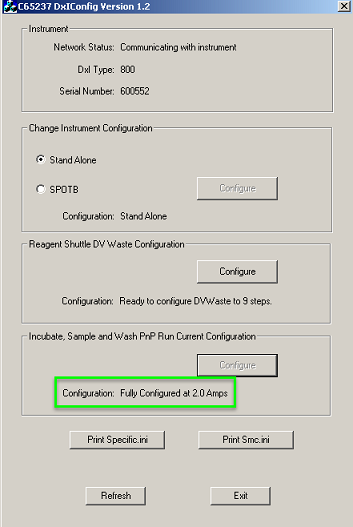 C65237 DxIConfig Version 1.2
Instrument
Network Status: Communicating with instrument
DxI Type: 800
Serial Number: 600552
Change Instrument Configuration
Stand Alone
SPOTB
Configure
Configuration: Stand Alone
Reagent Shuttle DV Waste Configuration
Configure
Configuration: Ready to configure DVWaste to 9 steps.
Incubate, Sample and Wash PnP Run Current Configuration
Configure
Configuration: Fully Configured at 2.0 Amps
Print Specific.ini
Print Smc.ini
Refresh
Exit